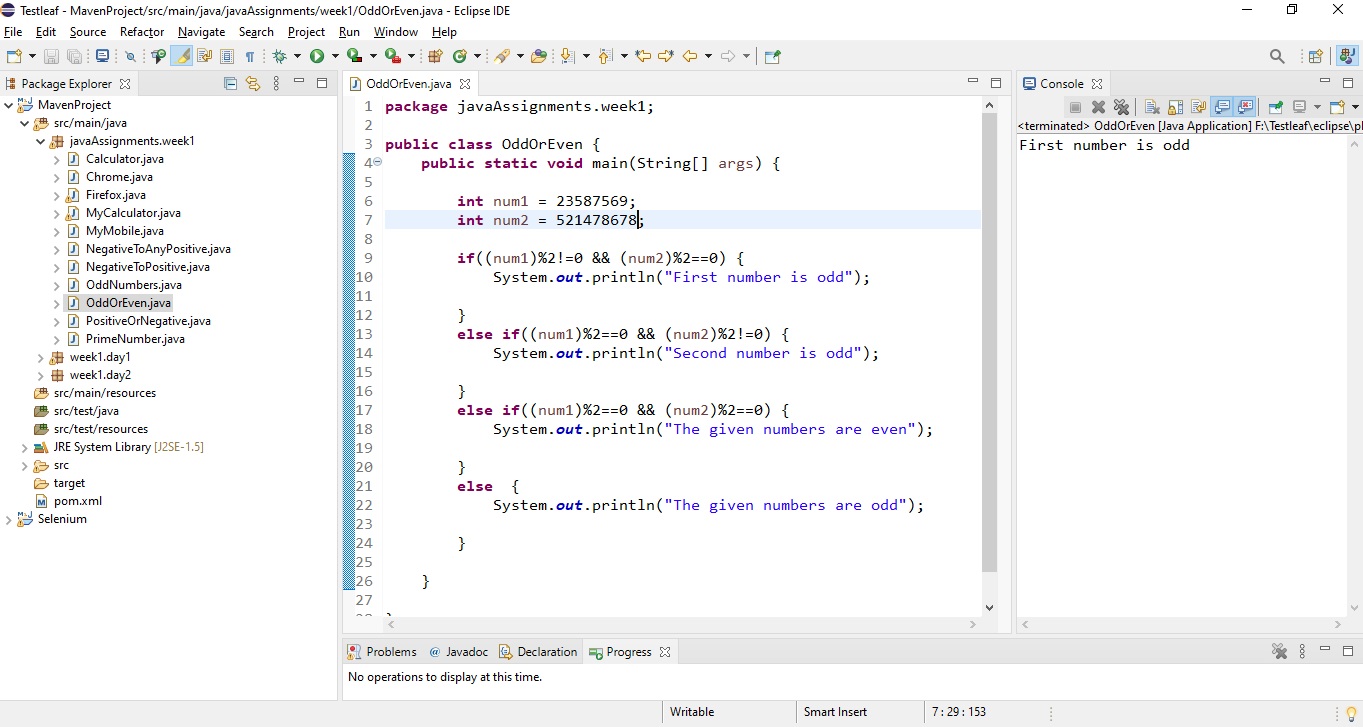 Testleaf - MavenProject/src/main/java/javaAssignments/week1/OddOrEven.java - Eclipse IDE
File Edit Source Refactor Navigate Search Project Run Window Help
Package Explorer
MavenProject
src/main/java
javaAssignments.week1
Calculator.java
Chrome.java
Firefox.java
MyCalculator.java
MyMobile.java
NegativeToAnyPositive.java
NegativeToPositive.java
OddNumbers.java
OddOrEven.java
PositiveOrNegative.java
PrimeNumber.java
week1.day1
week1.day2
src/main/resources
src/test/java
src/test/resources
JRE System Library [J2SE-1.5]
src
target
pom.xml
Selenium
OddOrEven.java
1 package javaAssignments.week1;
2
3 public class OddOrEven {
4 public static void main(String[] args) {
5
6 int num1 = 23587569;
7 int num2 = 521478678;
8
9 if((num1)%2!=0 && (num2)%2==0) {
10 System.out.println("First number is odd");
11
12 }
13 else if((num1)%2==0 && (num2)%2!=0) {
14 System.out.println("Second number is odd");
15
16 }
17 else if((num1)%2==0 && (num2)%2==0) {
18 System.out.println("The given numbers are even");
19
20 }
21 else  {
22 System.out.println("The given numbers are odd");
23
24 }
25
26 }
27
Console
<terminated> OddOrEven [Java Application] F:\Testleaf\eclipse\pl
First number is odd
Problems @ Javadoc Declaration Progress
No operations to display at this time.
Writable Smart Insert 7 : 29 : 153